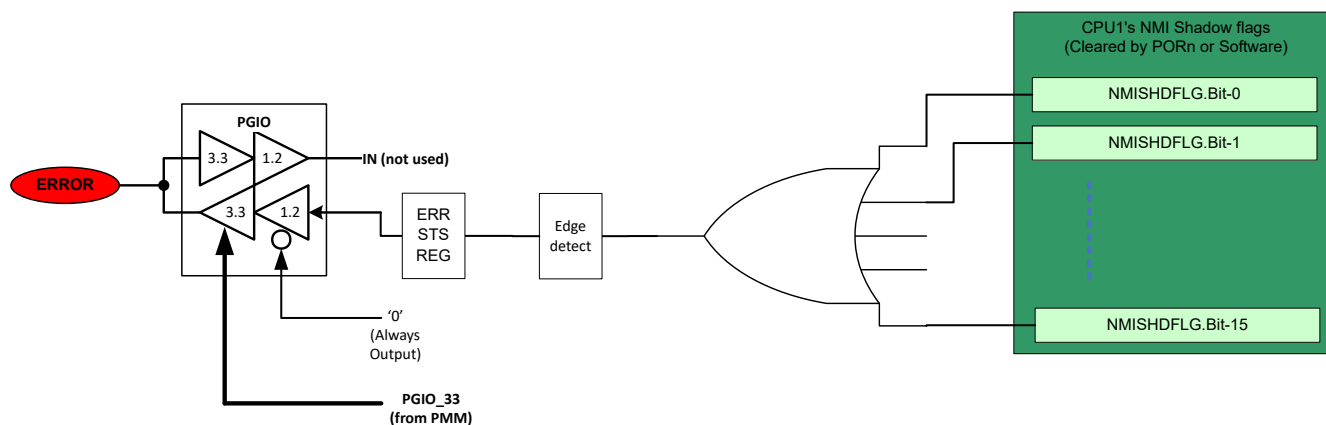 CPU1's NMI Shadow flags
(Cleared by PORn or Software)
NMISHDFLG.Bit-0
NMISHDFLG.Bit-1
NMISHDFLG.Bit-15
PGIO
3.3
1.2
IN (not used)
ERROR
3.3
1.2
ERR
STS
REG
Edge
detect
'0'
(Always
Output)
PGIO_33
(from PMM)